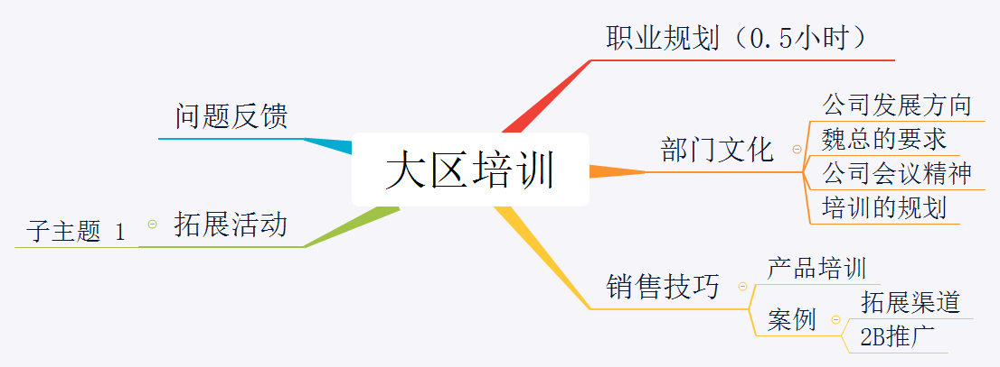 大区培训
职业规划（0.5小时）
部门文化
公司发展方向
魏总的要求
公司会议精神
培训的规划
销售技巧
产品培训
案例
拓展渠道
2B推广
问题反馈
拓展活动
子主题 1